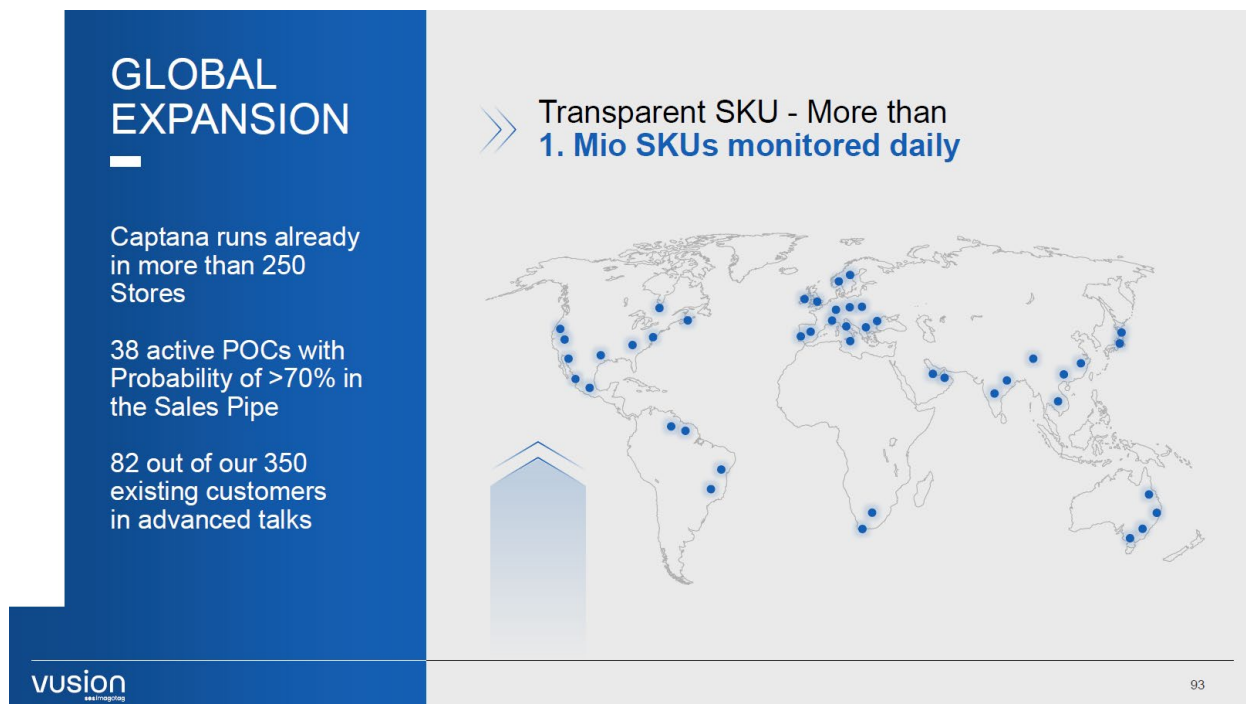 GLOBAL
EXPANSION
Captana runs already
in more than 250
Stores
38 active POCs with
Probability of >70% in
the Sales Pipe
82 out of our 350
existing customers
in advanced talks
Transparent SKU - More than
1. Mio SKUs monitored daily
vusion
ses imagotag
93